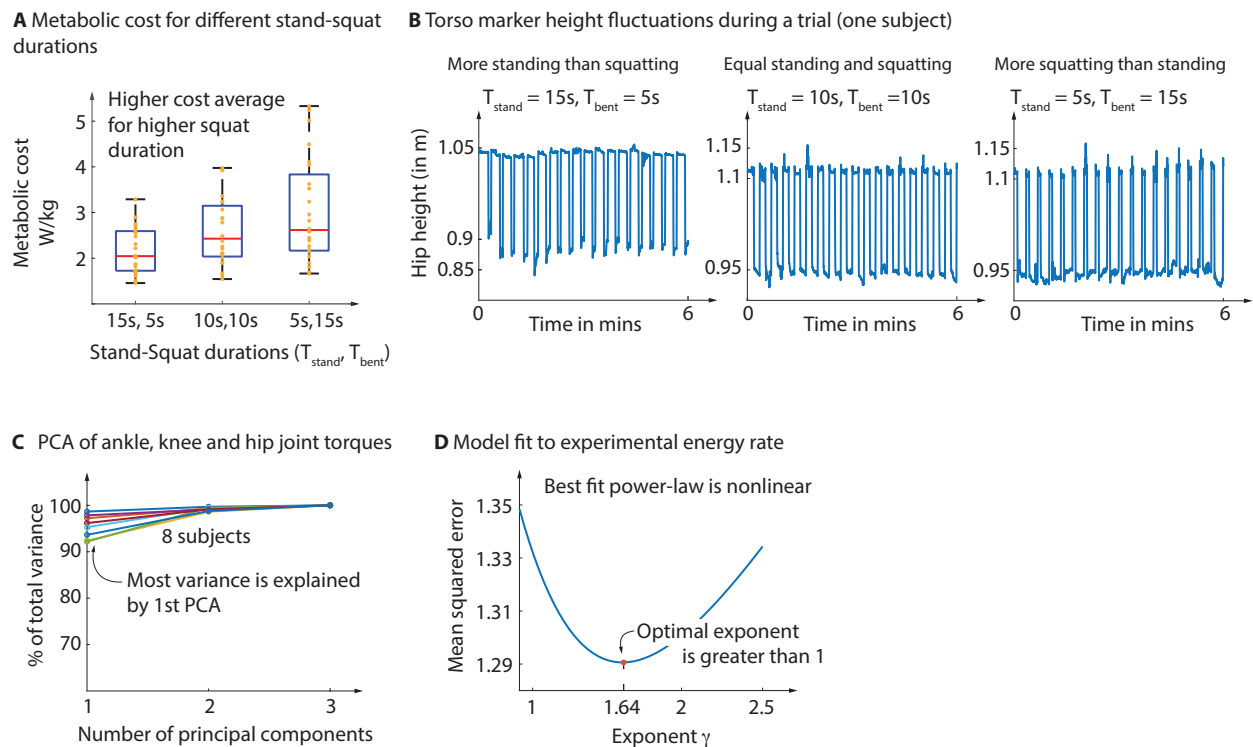 A Metabolic cost for different stand-squat
durations
Higher cost average
for higher squat
duration
Metabolic cost
W/kg
5
4
3
2
15s, 5s 10s,10s 5s,15s
Stand-Squat durations (Tstand, Tbent)
B Torso marker height fluctuations during a trial (one subject)
More standing than squatting
Tstand = 15s, Tbent = 5s
Hip height (in m)
1.05
0.9
0.85
0 6
Time in mins
Equal standing and squatting
Tstand = 10s, Tbent =10s
1.15
1.1
0.95
0 6
Time in mins
More squatting than standing
Tstand = 5s, Tbent = 15s
1.15
1.1
0.95
0 6
Time in mins
C PCA of ankle, knee and hip joint torques
% of total variance
100
90
80
70
8 subjects
Most variance is explained
by 1st PCA
1 2 3
Number of principal components
D Model fit to experimental energy rate
Best fit power-law is nonlinear
Mean squared error
1.35
1.33
1.31
1.29
Optimal exponent
is greater than 1
1 1.64 2 2.5
Exponent γ